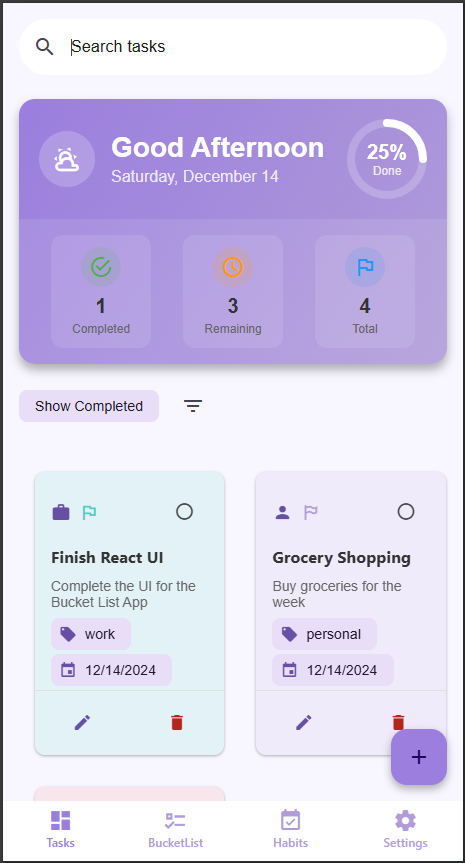 Search tasks
Good Afternoon
Saturday, December 14
25%
Done
1
Completed
3
Remaining
4
Total
Show Completed
Finish React UI
Complete the UI for the
Bucket List App
work
12/14/2024
Grocery Shopping
Buy groceries for the
week
personal
12/14/2024
+
Tasks
BucketList
Habits
Settings